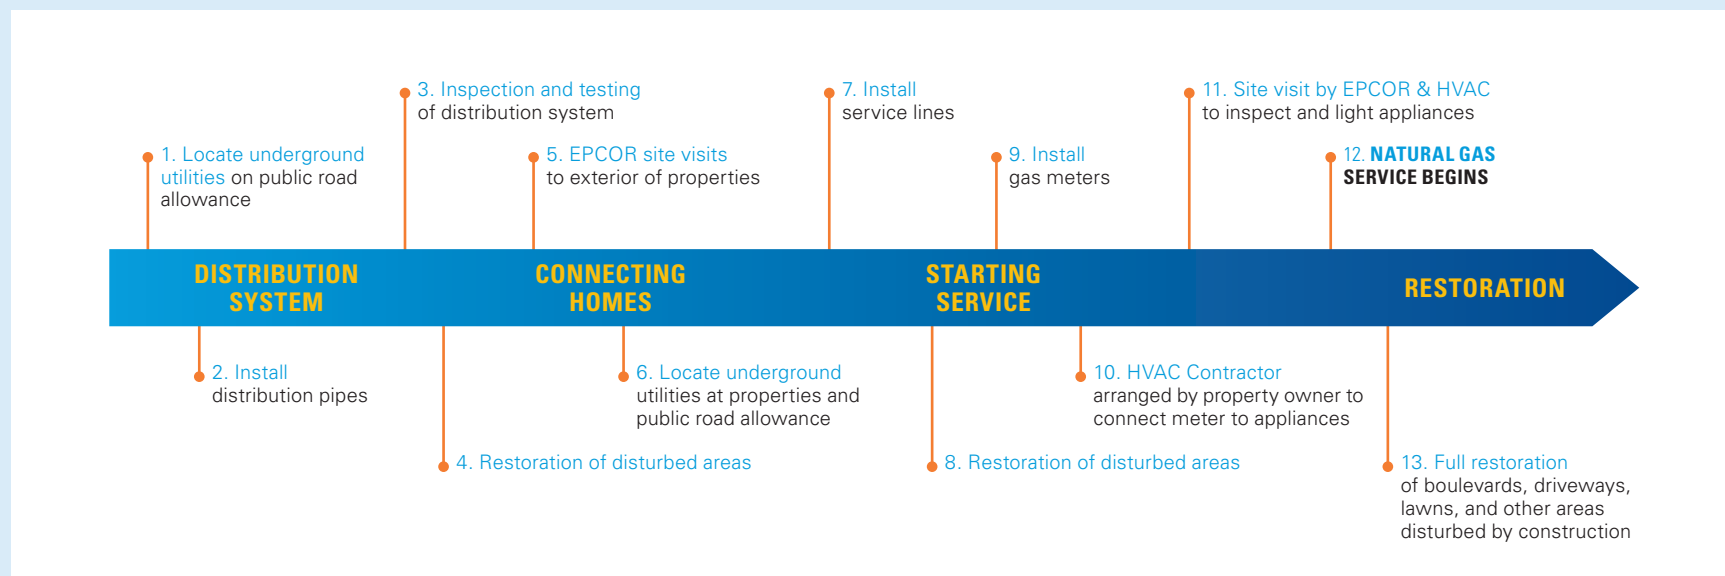 1. Locate underground
utilities on public road
allowance
2. Install
distribution pipes
3. Inspection and testing
of distribution system
4. Restoration of disturbed areas
5. EPCOR site visits
to exterior of properties
6. Locate underground
utilities at properties and
public road allowance
7. Install
service lines
8. Restoration of disturbed areas
9. Install
gas meters
10. HVAC Contractor
arranged by property owner to
connect meter to appliances
11. Site visit by EPCOR & HVAC
to inspect and light appliances
12. NATURAL GAS
SERVICE BEGINS
13. Full restoration
of boulevards, driveways,
lawns, and other areas
disturbed by construction
DISTRIBUTION
SYSTEM
CONNECTING
HOMES
STARTING
SERVICE
RESTORATION